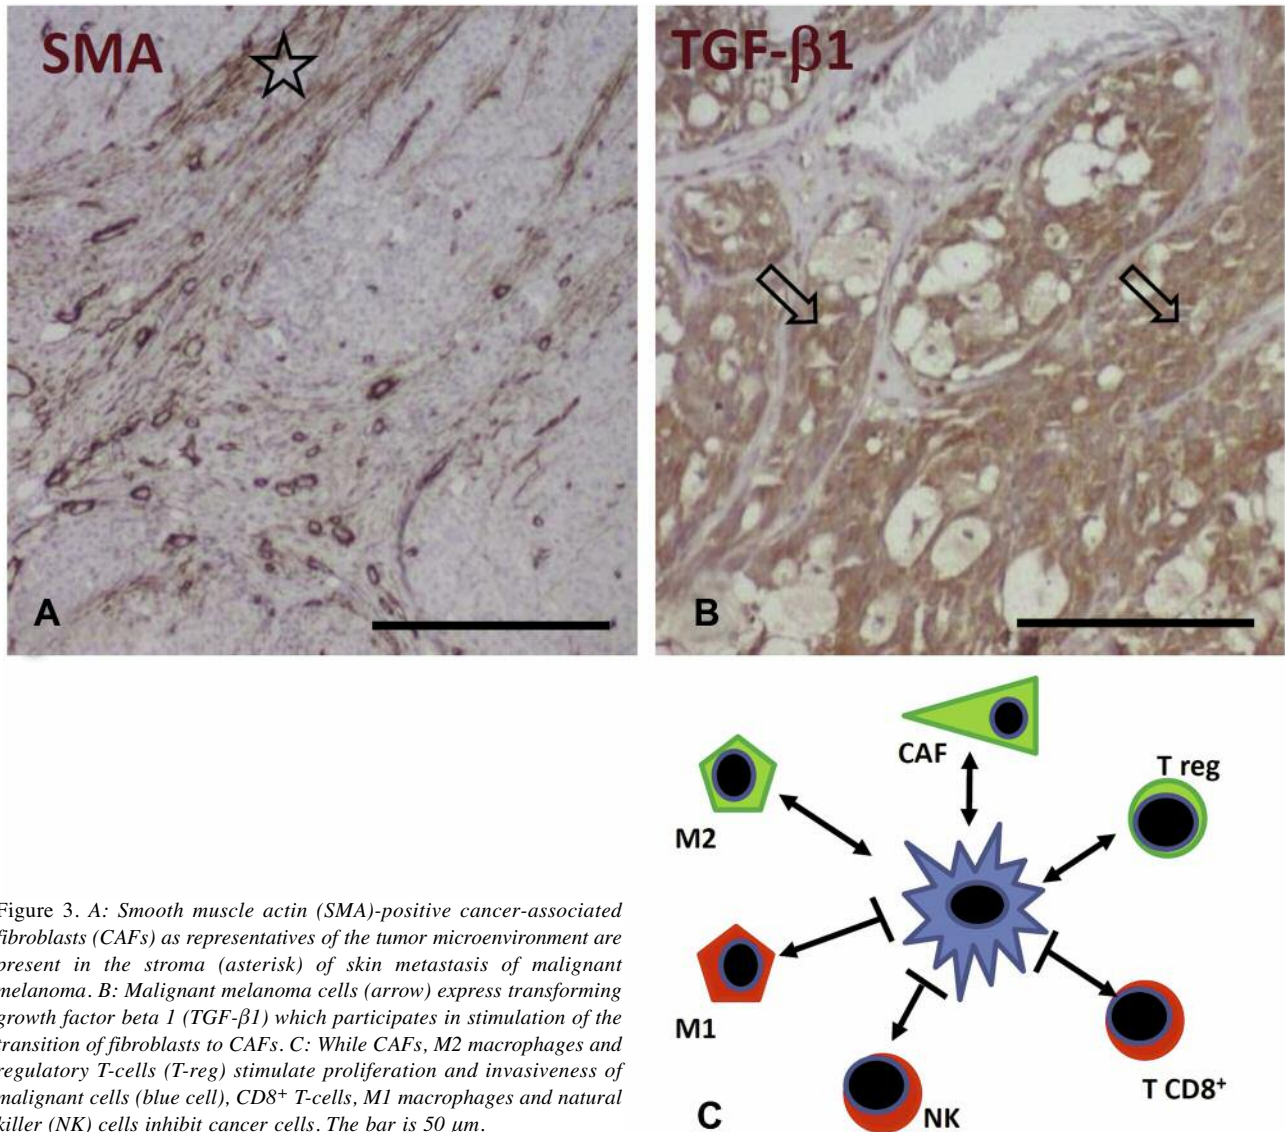 SMA
TGF-β1
A
B
CAF
T reg
M2
M1
NK
T CD8⁺
C
Figure 3. A: Smooth muscle actin (SMA)-positive cancer-associated
fibroblasts (CAFs) as representatives of the tumor microenvironment are
present in the stroma (asterisk) of skin metastasis of malignant
melanoma. B: Malignant melanoma cells (arrow) express transforming
growth factor beta 1 (TGF-β1) which participates in stimulation of the
transition of fibroblasts to CAFs. C: While CAFs, M2 macrophages and
regulatory T-cells (T-reg) stimulate proliferation and invasiveness of
malignant cells (blue cell), CD8⁺ T-cells, M1 macrophages and natural
killer (NK) cells inhibit cancer cells. The bar is 50 μm.